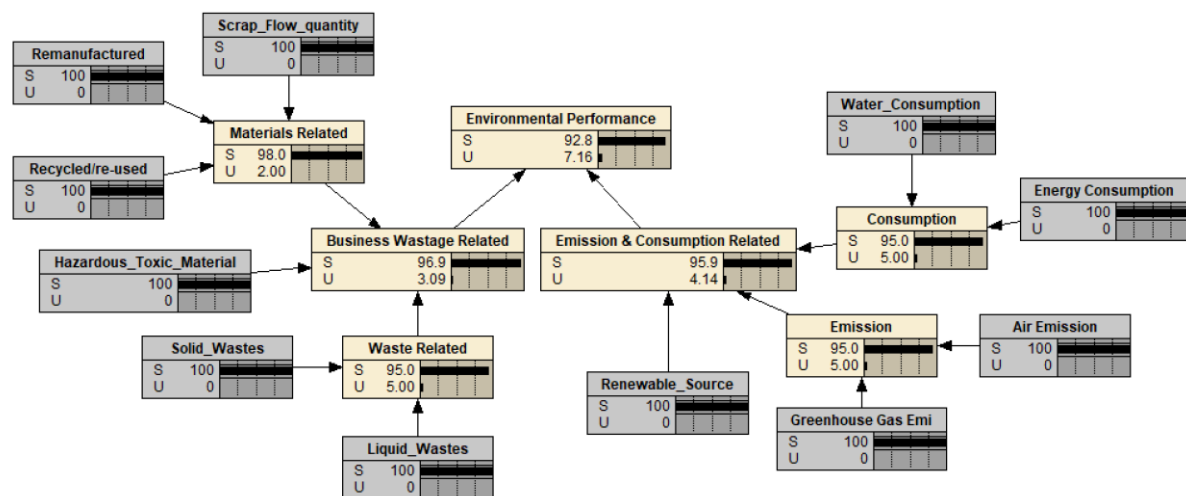 Scrap_Flow_quantity
S 100
U 0
Remanufactured
S 100
U 0
Materials Related
S 98.0
U 2.00
Recycled/re-used
S 100
U 0
Environmental Performance
S 92.8
U 7.16
Water_Consumption
S 100
U 0
Energy Consumption
S 100
U 0
Consumption
S 95.0
U 5.00
Business Wastage Related
S 96.9
U 3.09
Emission & Consumption Related
S 95.9
U 4.14
Hazardous_Toxic_Material
S 100
U 0
Solid_Wastes
S 100
U 0
Waste Related
S 95.0
U 5.00
Emission
S 95.0
U 5.00
Air Emission
S 100
U 0
Renewable_Source
S 100
U 0
Greenhouse Gas Emi
S 100
U 0
Liquid_Wastes
S 100
U 0